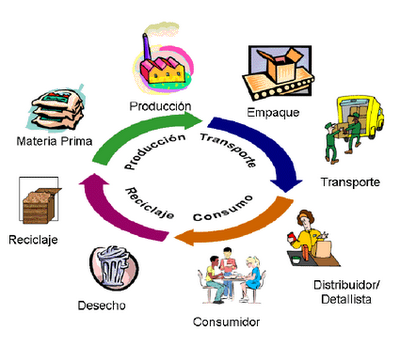 Producción
Empaque
Materia Prima
Producción
Transporte
Transporte
Reciclaje
Consumo
Reciclaje
Distribuidor/
Detallista
Desecho
Consumidor